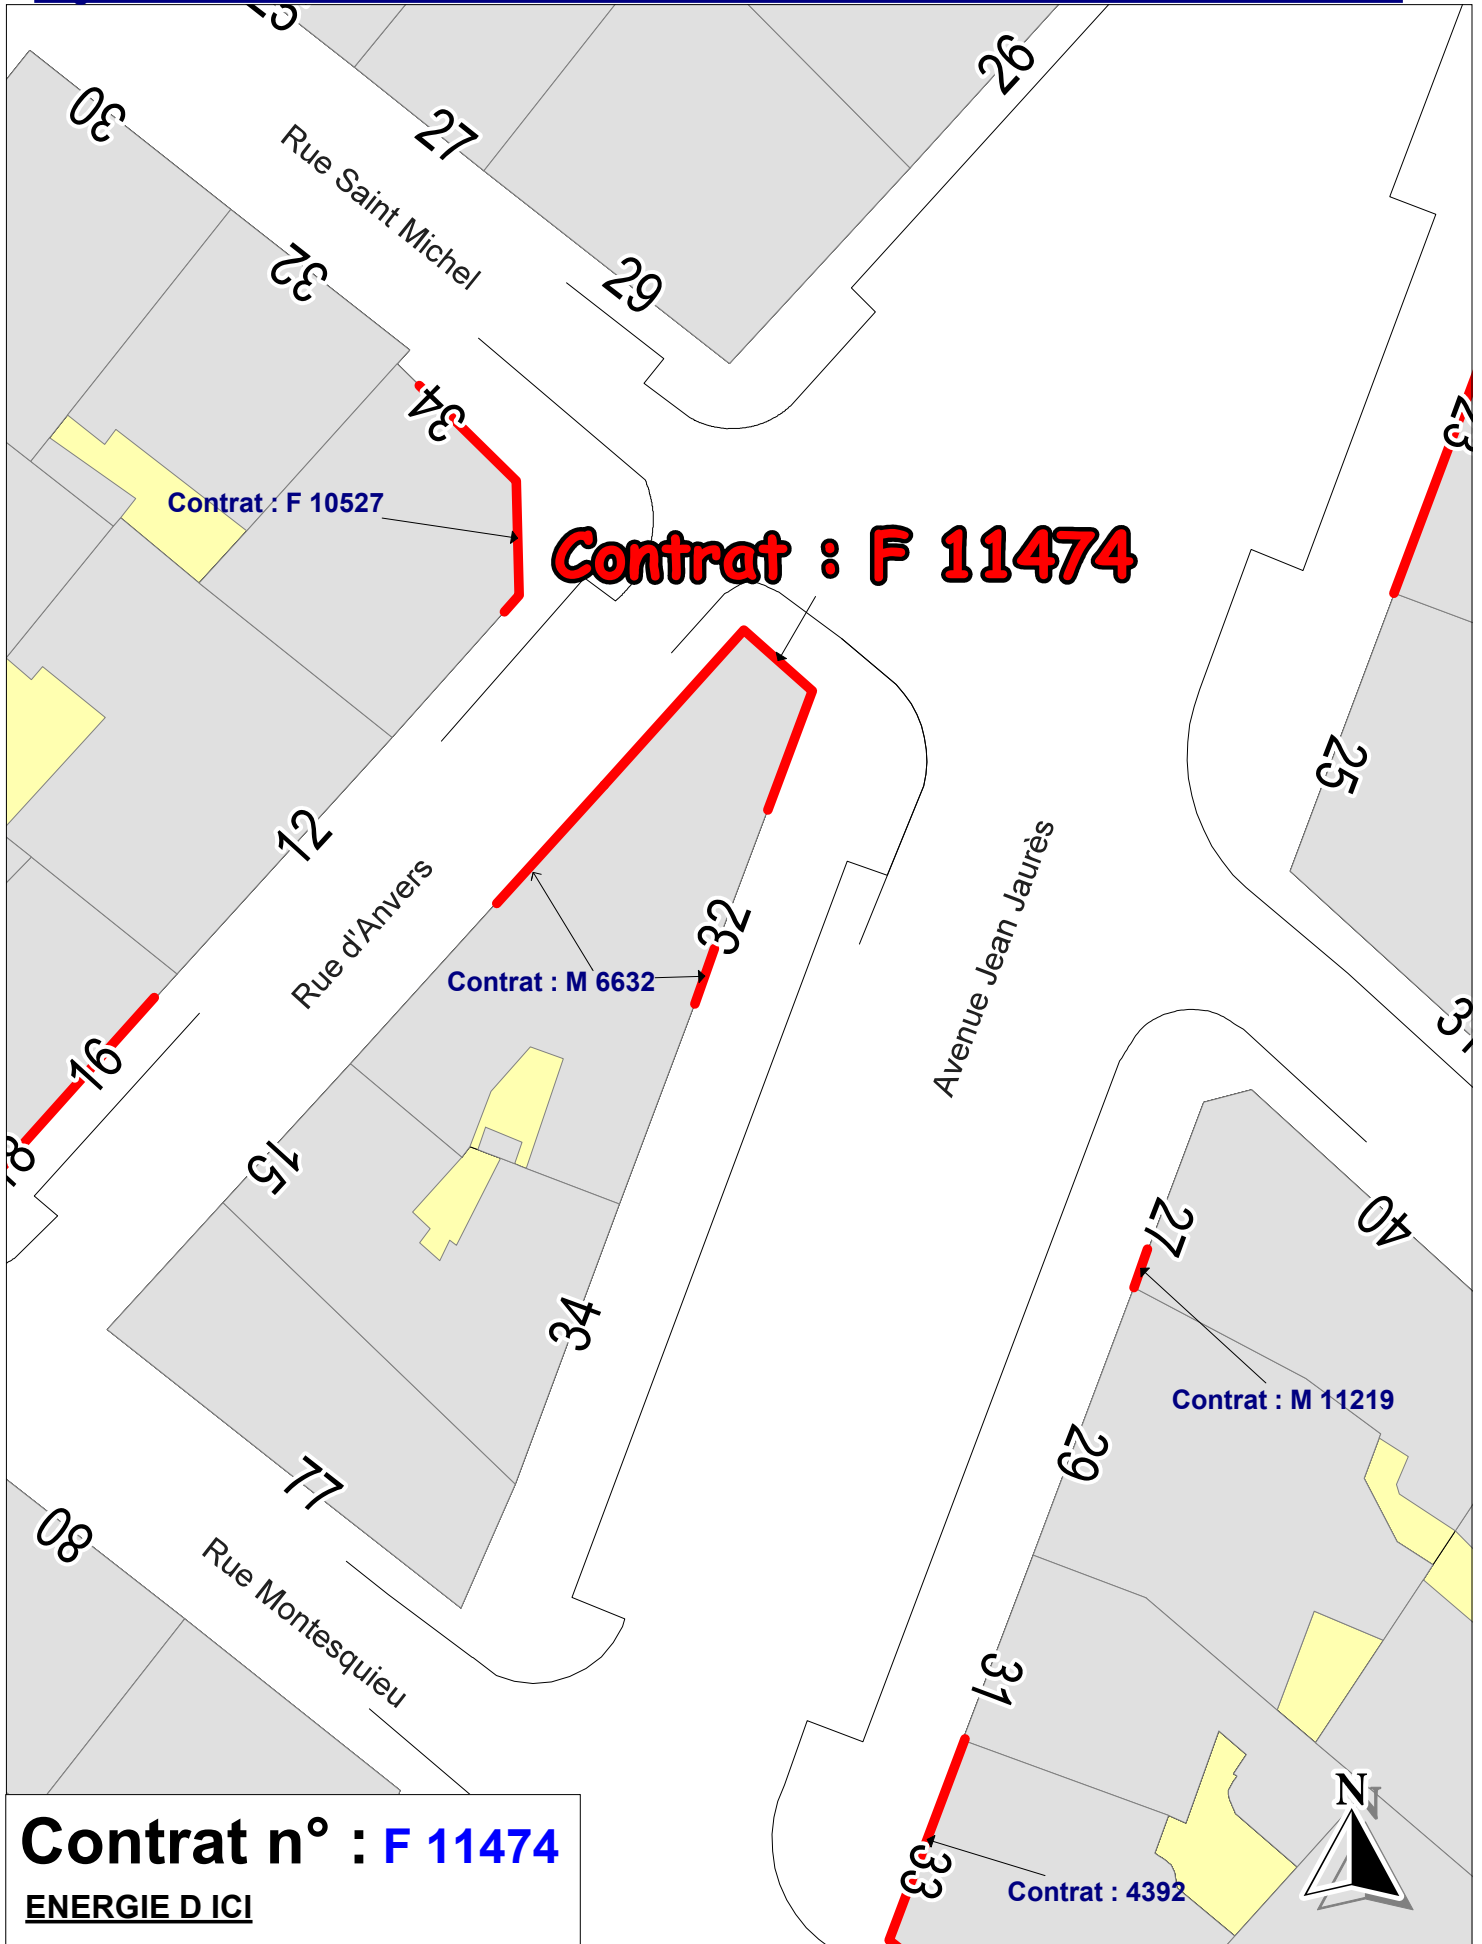 26
30
27
Rue Saint Michel
32
29
34
23
Contrat : F 10527
Contrat : F 11474
25
12
Rue d'Anvers
Avenue Jean Jaurès
32
Contrat : M 6632
16
15
27
40
34
Contrat : M 11219
29
77
80
Rue Montesquieu
31
N
33
Contrat : 4392
Contrat n° : F 11474
ENERGIE D ICI